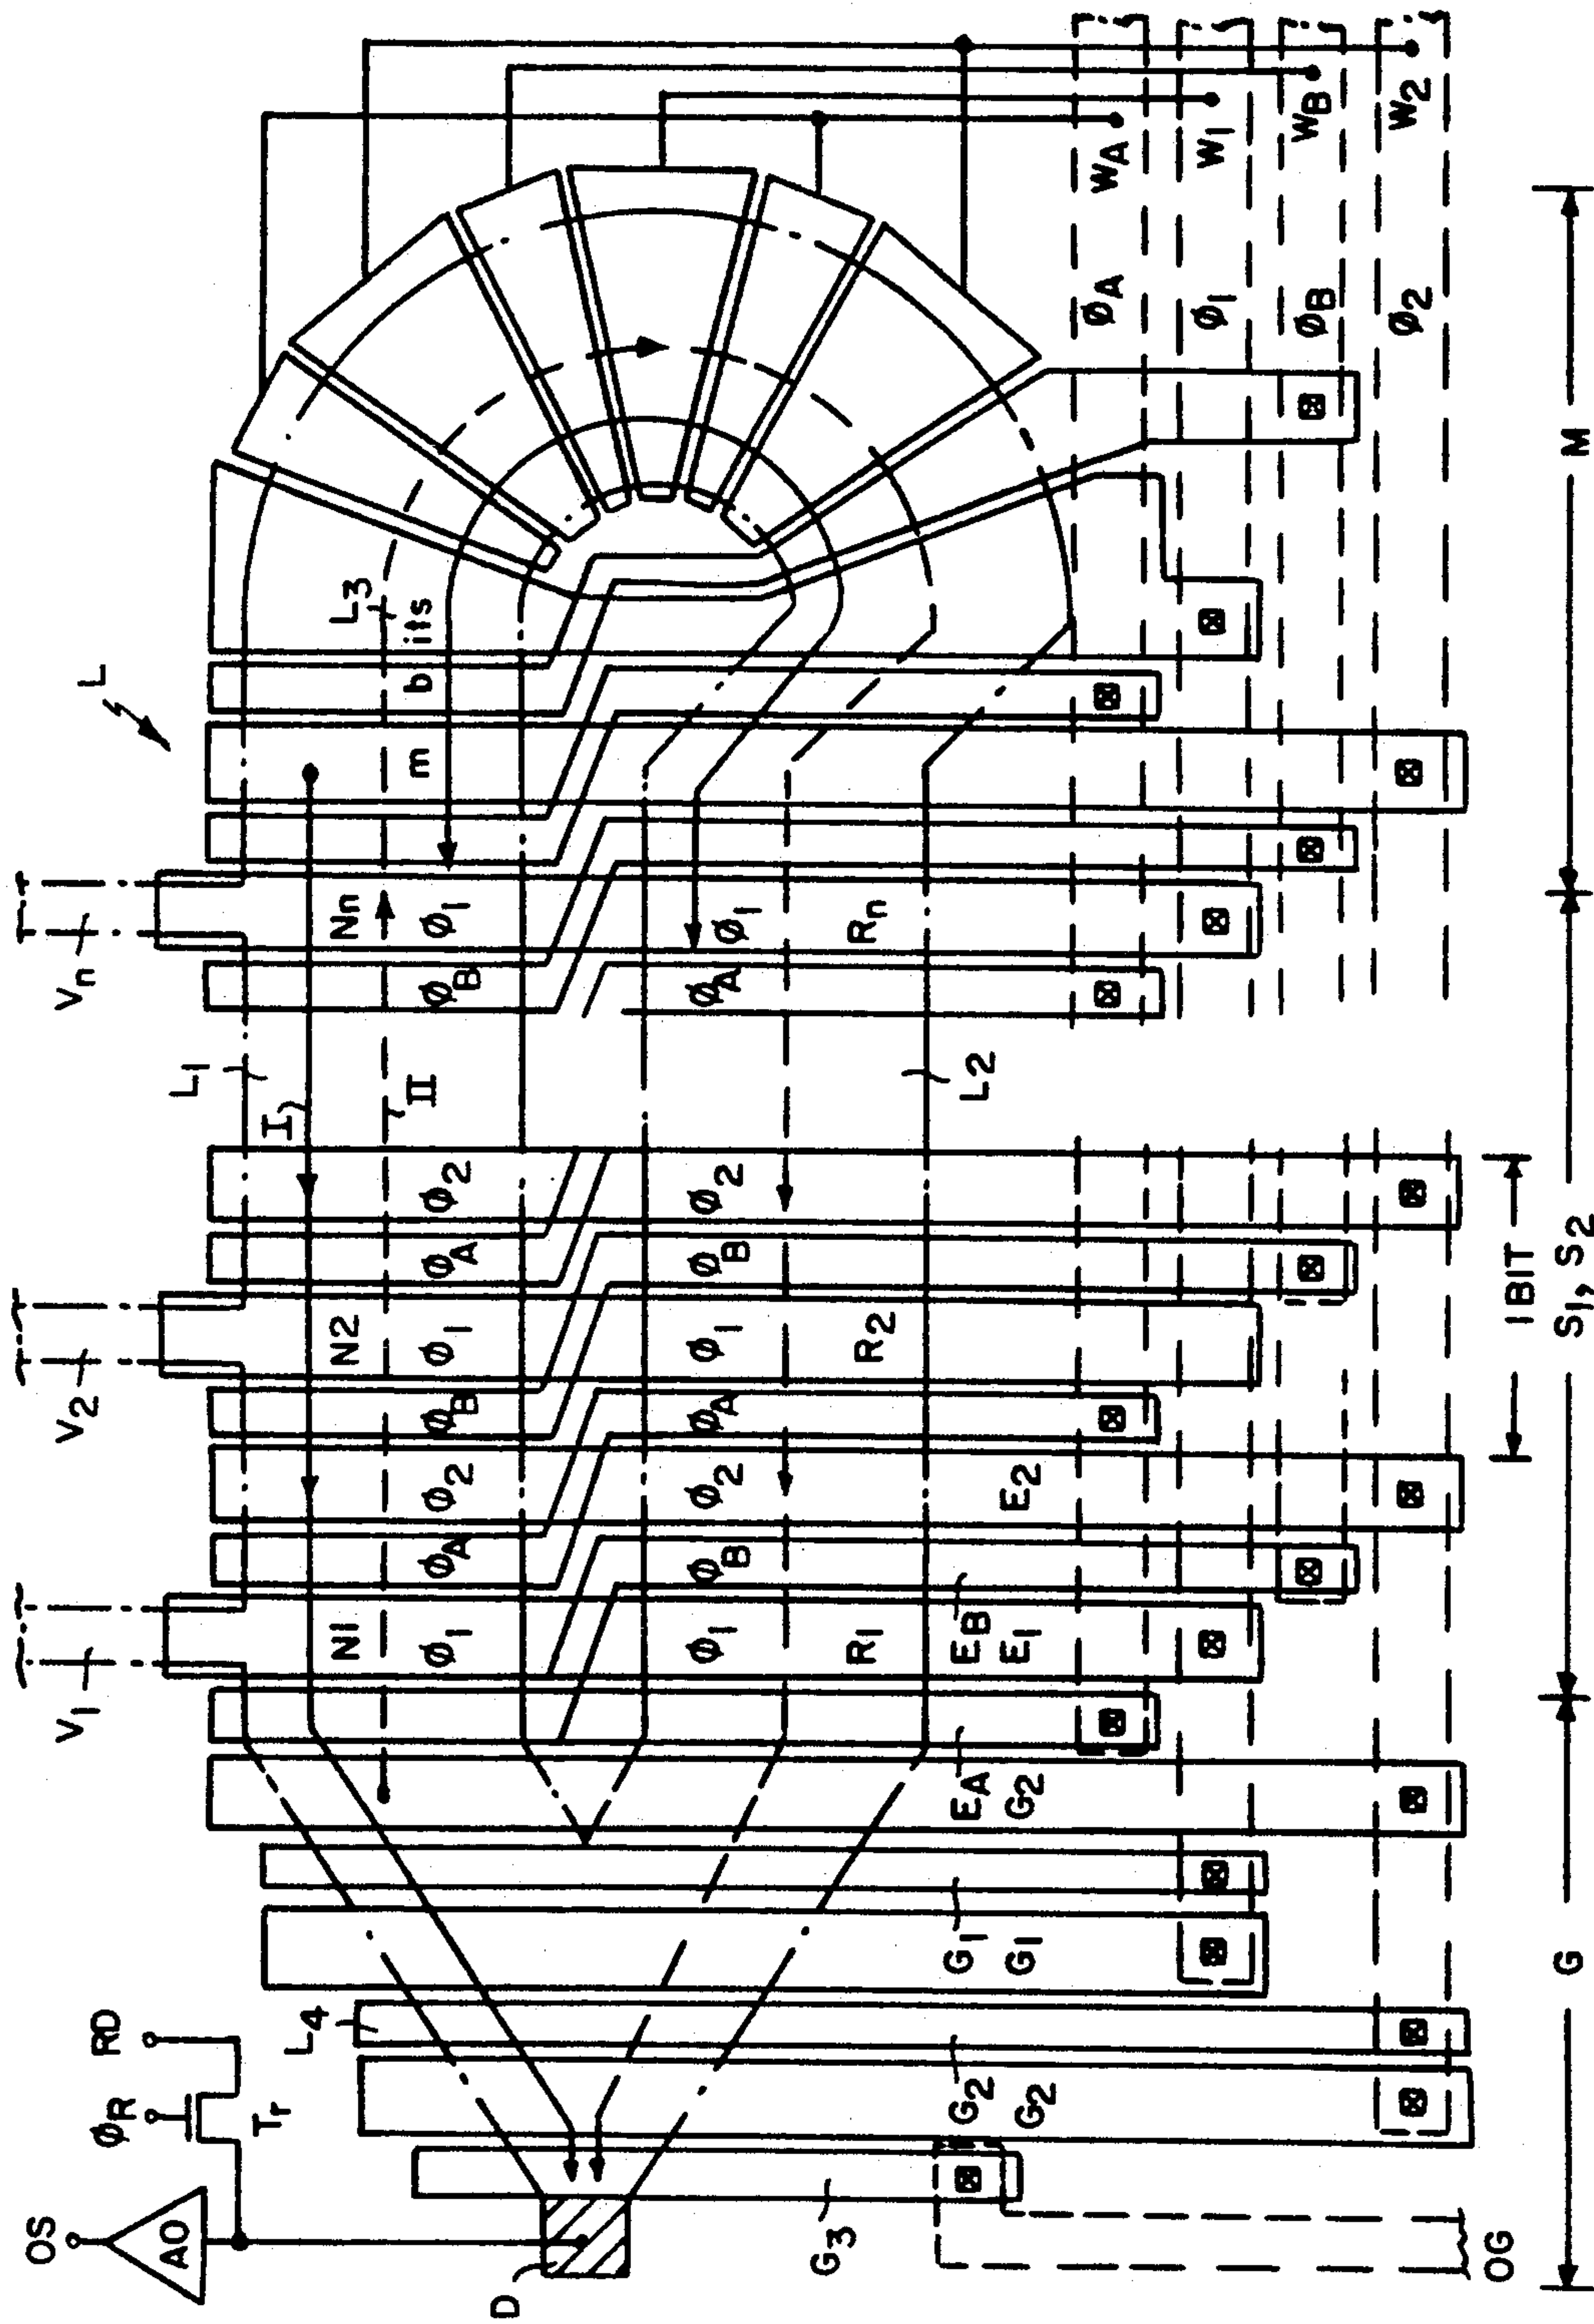 OS
AO
ØR
RD
Tr
D
L4
V1
V2
Vn
L
L1
I
II
L3
N1
N2
Nn
m bits
Ø1
ØA
Ø2
ØB
Ø1
ØA
Ø2
ØB
Ø1
Ø1
ØB
Ø2
ØA
Ø1
ØB
Ø2
ØA
Ø1
R1
R2
Rn
L2
G3
G2
G2
G1
G1
EA
G2
EB
E1
E2
ØA
WA
Ø1
W1
ØB
WB
Ø2
W2
OG
1BIT
G
S1, S2
M